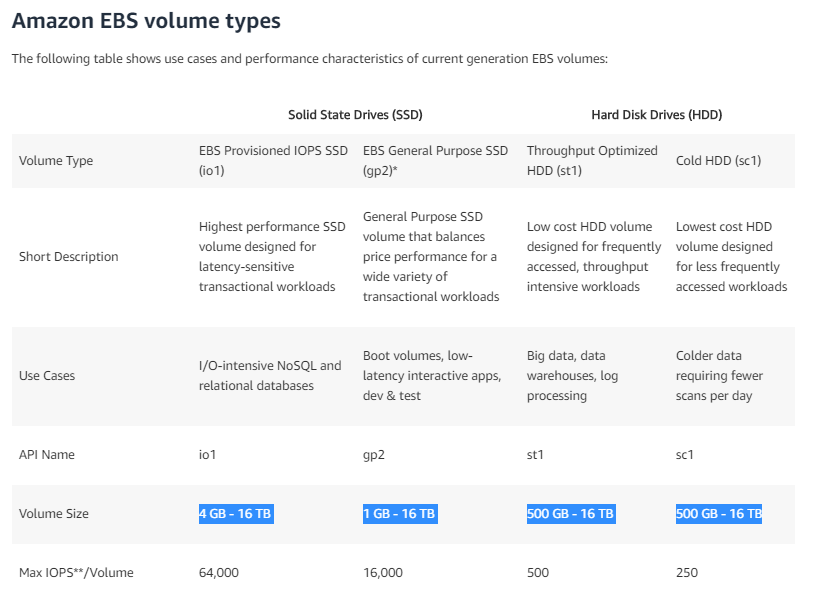 Amazon EBS volume types
The following table shows use cases and performance characteristics of current generation EBS volumes:
Solid State Drives (SSD) Hard Disk Drives (HDD)
Volume Type
EBS Provisioned IOPS SSD
(io1)
EBS General Purpose SSD
(gp2)*
Throughput Optimized
HDD (st1)
Cold HDD (sc1)
Short Description
Highest performance SSD
volume designed for
latency-sensitive
transactional workloads
General Purpose SSD
volume that balances
price performance for a
wide variety of
transactional workloads
Low cost HDD volume
designed for frequently
accessed, throughput
intensive workloads
Lowest cost HDD
volume designed
for less frequently
accessed workloads
Use Cases
I/O-intensive NoSQL and
relational databases
Boot volumes, low-
latency interactive apps,
dev & test
Big data, data
warehouses, log
processing
Colder data
requiring fewer
scans per day
API Name io1 gp2 st1 sc1
Volume Size 4 GB - 16 TB 1 GB - 16 TB 500 GB - 16 TB 500 GB - 16 TB
Max IOPS**/Volume 64,000 16,000 500 250